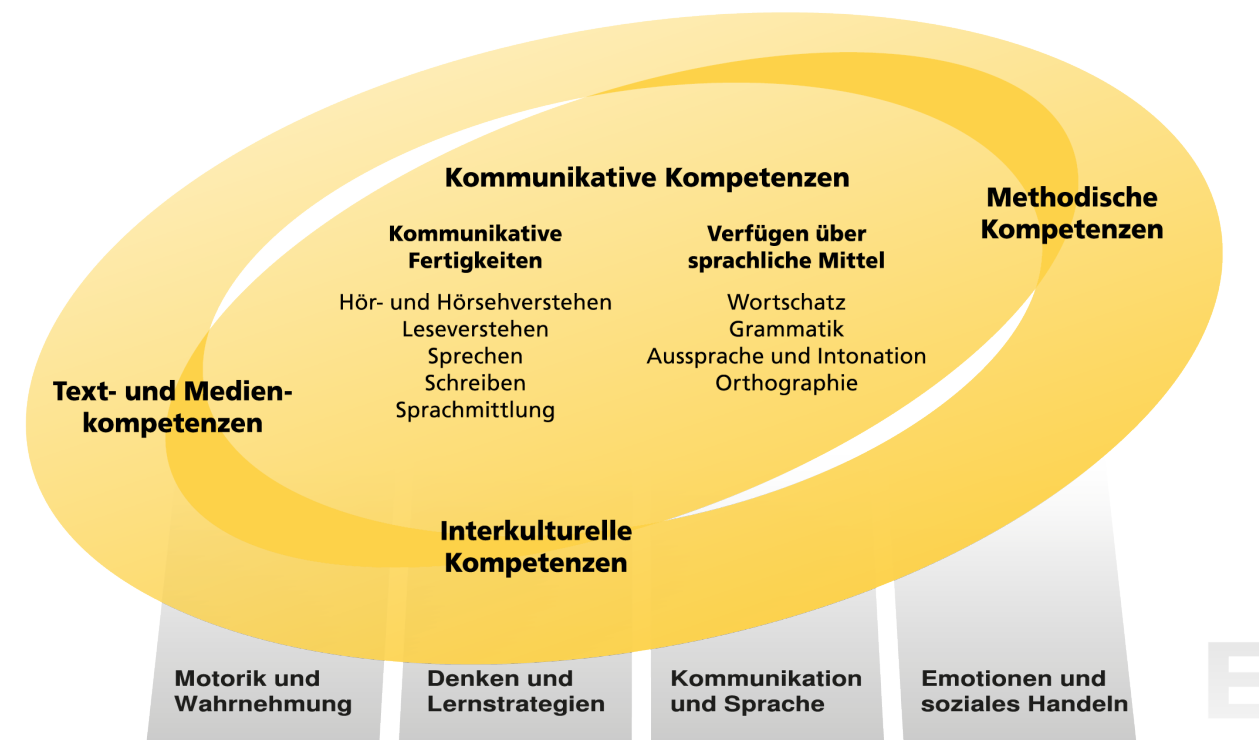 Kommunikative Kompetenzen
Methodische
Kompetenzen
Kommunikative
Fertigkeiten
Hör- und Hörsehverstehen
Leseverstehen
Sprechen
Schreiben
Sprachmittlung
Verfügen über
sprachliche Mittel
Wortschatz
Grammatik
Aussprache und Intonation
Orthographie
Text- und Medien-
kompetenzen
Interkulturelle
Kompetenzen
Motorik und
Wahrnehmung
Denken und
Lernstrategien
Kommunikation
und Sprache
Emotionen und
soziales Handeln
E